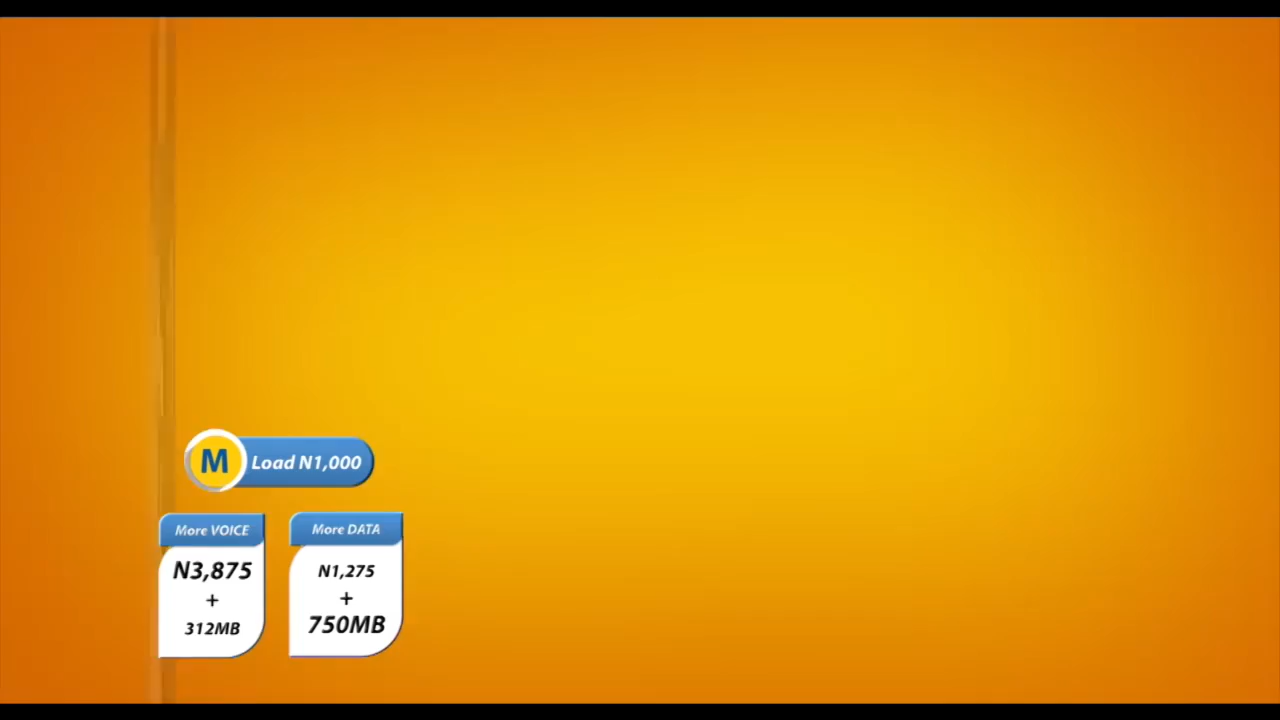 M
Load N1,000
More VOICE
N3,875
+
312MB
More DATA
N1,275
+
750MB